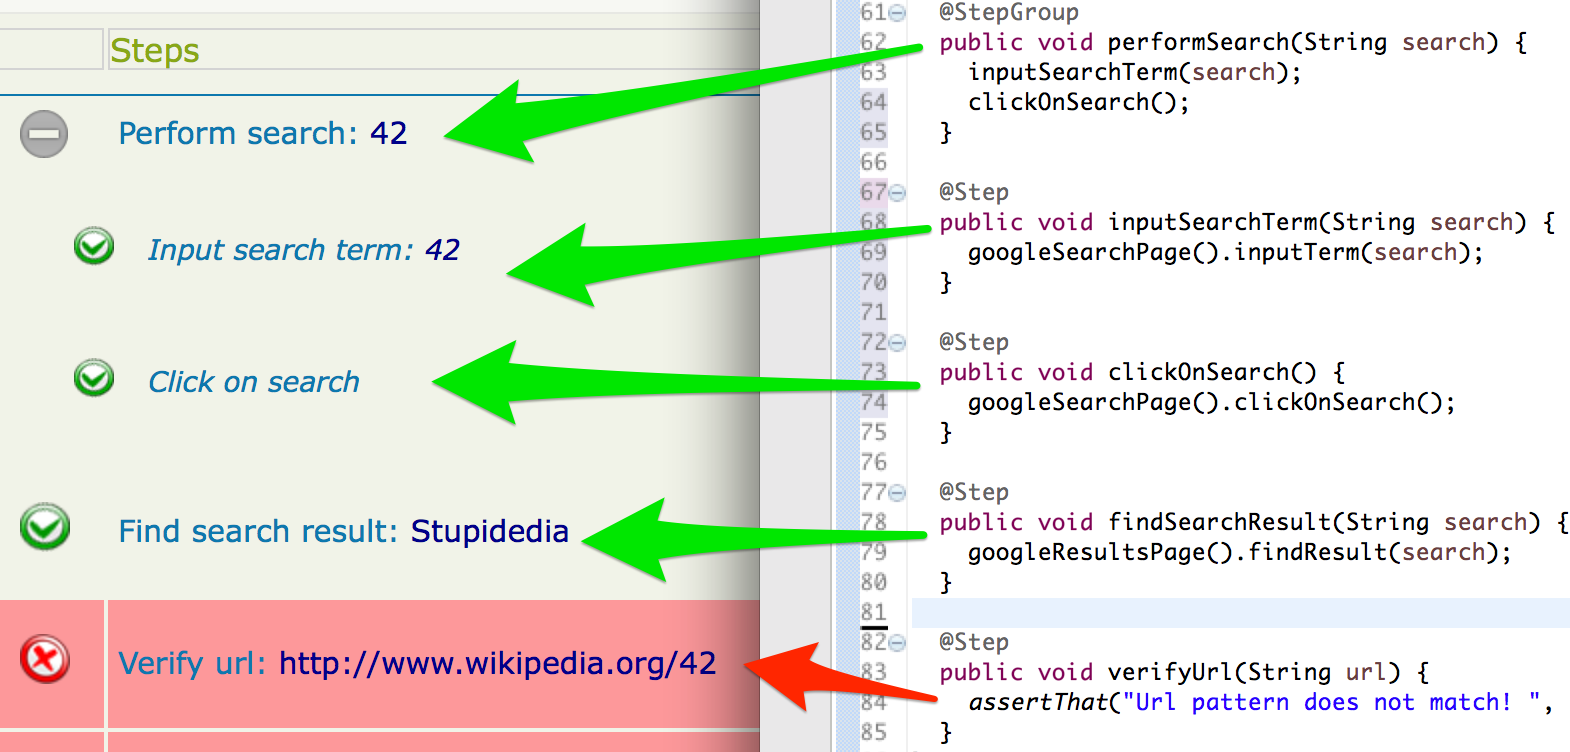 Steps
Perform search: 42
Input search term: 42
Click on search
Find search result: Stupidedia
Verify url: http://www.wikipedia.org/42
61 @StepGroup
62 public void performSearch(String search) {
63 inputSearchTerm(search);
64 clickOnSearch();
65 }
66
67 @Step
68 public void inputSearchTerm(String search) {
69 googleSearchPage().inputTerm(search);
70 }
71
72 @Step
73 public void clickOnSearch() {
74 googleSearchPage().clickOnSearch();
75 }
76
77 @Step
78 public void findSearchResult(String search) {
79 googleResultsPage().findResult(search);
80 }
81
82 @Step
83 public void verifyUrl(String url) {
84 assertThat("Url pattern does not match! ",
85 }